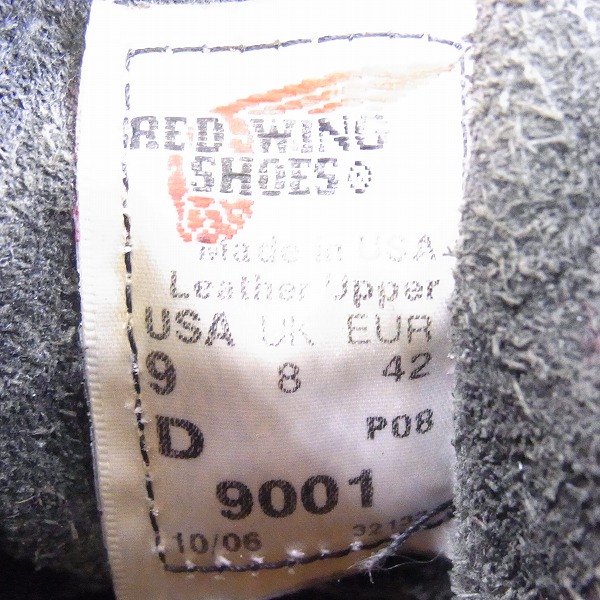 RED WING
SHOES®
Made in USA
Leather Upper
USA UK EUR
9 8 42
D P08
9001
10/06